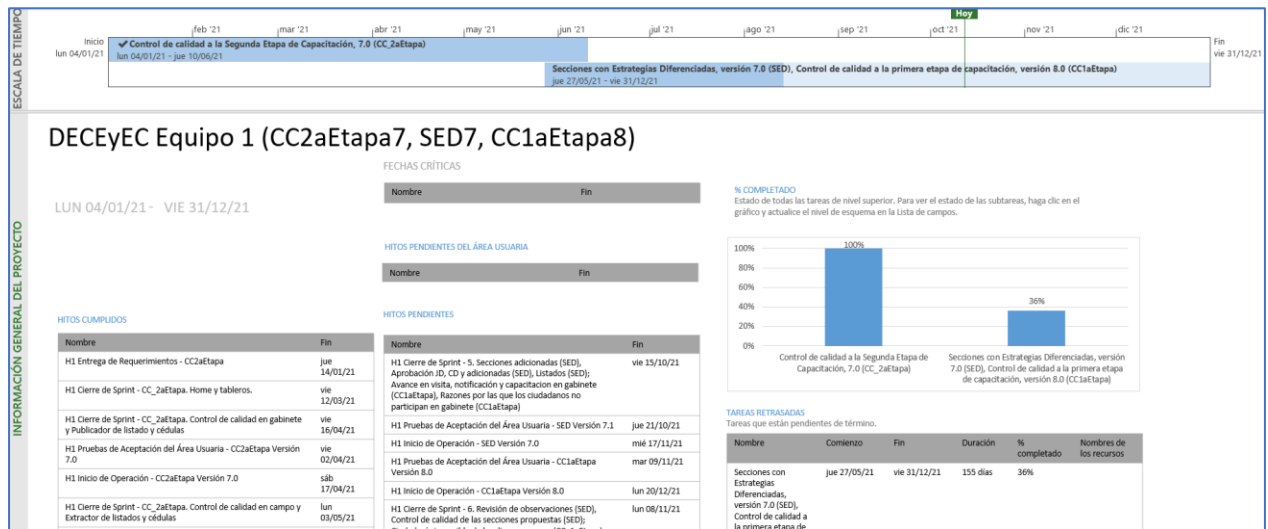 ESCALA DE TIEMPO
Hoy
feb '21 mar '21 abr '21 may '21 jun '21 jul '21 ago '21 sep '21 oct '21 nov '21 dic '21
Inicio
lun 04/01/21
✔Control de calidad a la Segunda Etapa de Capacitación, 7.0 (CC_2aEtapa)
lun 04/01/21 - jue 10/06/21
Secciones con Estrategias Diferenciadas, versión 7.0 (SED), Control de calidad a la primera etapa de capacitación, versión 8.0 (CC1aEtapa)
jue 27/05/21 - vie 31/12/21
Fin
vie 31/12/21
INFORMACIÓN GENERAL DEL PROYECTO
DECEyEC Equipo 1 (CC2aEtapa7, SED7, CC1aEtapa8)
LUN 04/01/21 - VIE 31/12/21
HITOS CUMPLIDOS
Nombre Fin
H1 Entrega de Requerimientos - CC2aEtapa jue
14/01/21
H1 Cierre de Sprint - CC_2aEtapa. Home y tableros. vie
12/03/21
H1 Cierre de Sprint - CC_2aEtapa. Control de calidad en gabinete vie
y Publicador de listado y cédulas 16/04/21
H1 Pruebas de Aceptación del Área Usuaria - CC2aEtapa Versión vie
7.0 02/04/21
H1 Inicio de Operación - CC2aEtapa Versión 7.0 sáb
17/04/21
H1 Cierre de Sprint - CC_2aEtapa. Control de calidad en campo y lun
Extractor de listados y cédulas 03/05/21
FECHAS CRÍTICAS
Nombre Fin
HITOS PENDIENTES DEL ÁREA USUARIA
Nombre Fin
HITOS PENDIENTES
Nombre Fin
H1 Cierre de Sprint - 5. Secciones adicionadas (SED), vie 15/10/21
Aprobación JD, CD y adicionadas (SED), Listados (SED);
Avance en visita, notificación y capacitacion en gabinete
(CC1aEtapa), Razones por las que los ciudadanos no
participan en gabinete (CC1aEtapa)
H1 Pruebas de Aceptación del Área Usuaria - SED Versión 7.1 jue 21/10/21
H1 Inicio de Operación - SED Versión 7.0 mié 17/11/21
H1 Pruebas de Aceptación del Área Usuaria - CC1aEtapa mar 09/11/21
Versión 8.0
H1 Inicio de Operación - CC1aEtapa Versión 8.0 lun 20/12/21
H1 Cierre de Sprint - 6. Revisión de observaciones (SED), lun 08/11/21
Control de calidad de las secciones propuestas (SED);
% COMPLETADO
Estado de todas las tareas de nivel superior. Para ver el estado de las subtareas, haga clic en el
gráfico y actualice el nivel de esquema en la Lista de campos.
100%
80%
60%
40%
20%
0%
100%
36%
Control de calidad a la Segunda Etapa de
Capacitación, 7.0 (CC_2aEtapa)
Secciones con Estrategias Diferenciadas, versión
7.0 (SED), Control de calidad a la primera etapa
de capacitación, versión 8.0 (CC1aEtapa)
TAREAS RETRASADAS
Tareas que están pendientes de término.
Nombre Comienzo Fin Duración % completado Nombres de los recursos
Secciones con jue 27/05/21 vie 31/12/21 155 días 36%
Estrategias
Diferenciadas,
versión 7.0 (SED),
Control de calidad a
la primera etapa de